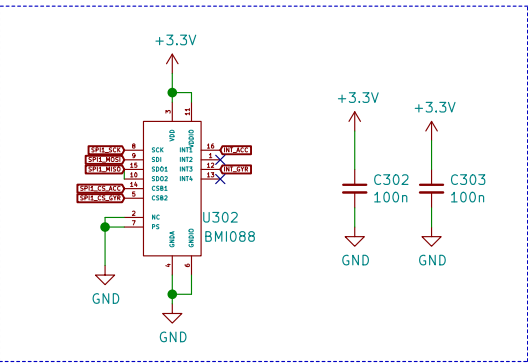 +3.3V
3
11
VDD
VDDIO
SPI1_SCK 8 SCK INT1 16 INT_ACC
SPI1_MOSI 9 SDI INT2 1
SPI1_MISO 15 SDO1 INT3 12 INT_GYR
10 SDO2 INT4 13
SPI1_CS_ACC 14 CSB1
SPI1_CS_GYR 5 CSB2
2 NC
7 PS
GNDA
GNDIO
4
6
U302
BMI088
GND
GND
+3.3V
C302
100n
GND
+3.3V
C303
100n
GND